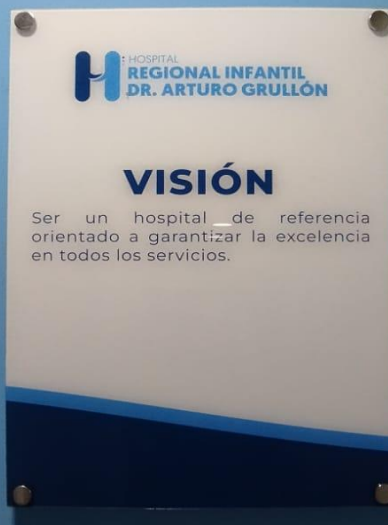 HOSPITAL
REGIONAL INFANTIL
DR. ARTURO GRULLÓN
VISIÓN
Ser un hospital de referencia
orientado a garantizar la excelencia
en todos los servicios.